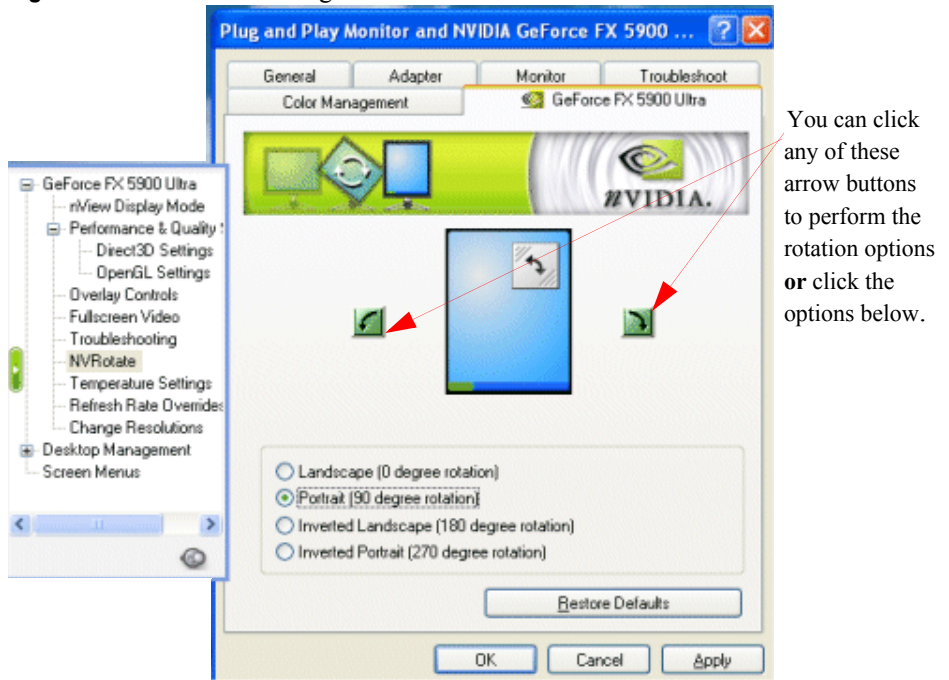 Plug and Play Monitor and NVIDIA GeForce FX 5900 ...
General Adapter Monitor Troubleshoot
Color Management GeForce FX 5900 Ultra
nVIDIA.
You can click
any of these
arrow buttons
to perform the
rotation options
or click the
options below.
GeForce FX 5900 Ultra
nView Display Mode
Performance & Quality
Direct3D Settings
OpenGL Settings
Overlay Controls
Fullscreen Video
Troubleshooting
NVRotate
Temperature Settings
Refresh Rate Overrides
Change Resolutions
Desktop Management
Screen Menus
Landscape (0 degree rotation)
Portrait (90 degree rotation)
Inverted Landscape (180 degree rotation)
Inverted Portrait (270 degree rotation)
Restore Defaults
OK Cancel Apply